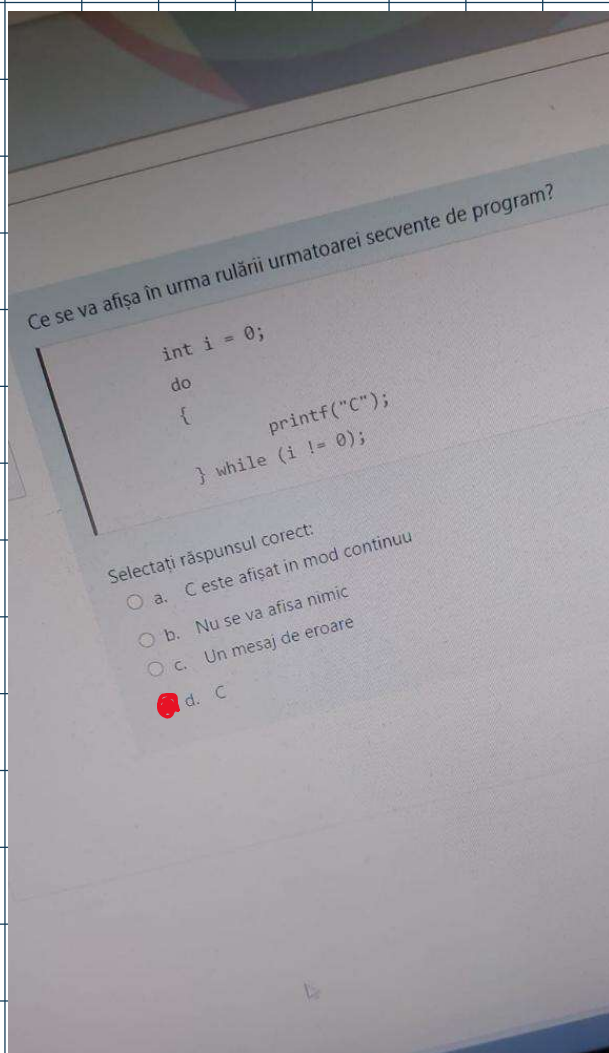 Ce se va afișa în urma rulării urmatoarei secvente de program?
int i = 0;
do
{
printf("C");
} while (i != 0);
Selectați răspunsul corect:
a. C este afișat in mod continuu
b. Nu se va afisa nimic
c. Un mesaj de eroare
d. C